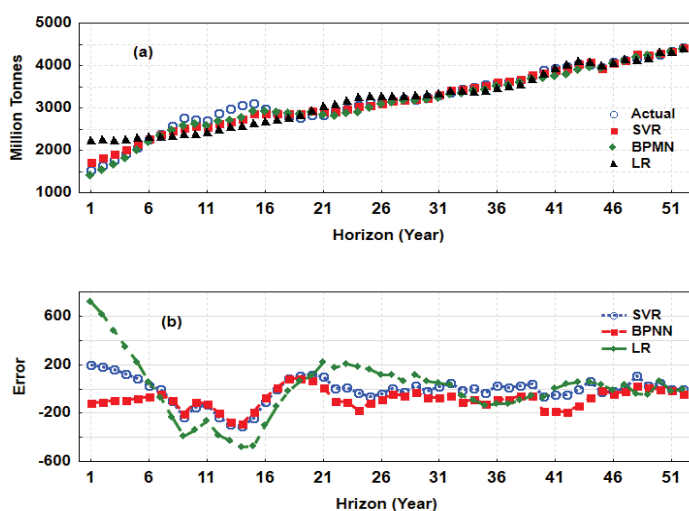 5000
(a)
4000
3000
2000
1000
Million Tonnes
Actual
SVR
BPMN
LR
1 6 11 16 21 26 31 36 41 46 51
Horizon (Year)
600
(b)
200
-200
-600
Error
SVR
BPNN
LR
1 6 11 16 21 26 31 36 41 46 51
Hrizon (Year)